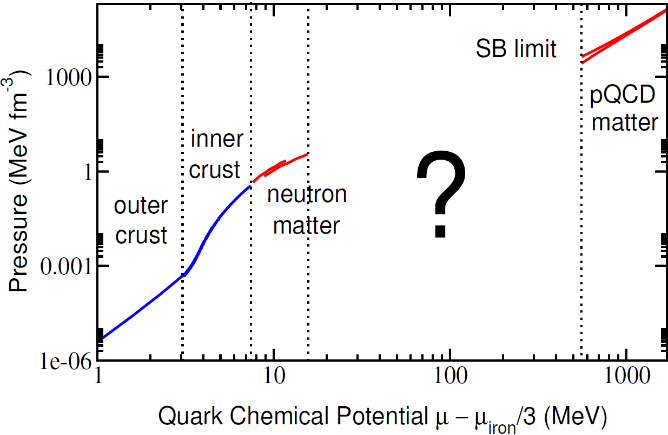 Pressure (MeV fm-3)
1000
1
0.001
1e-06
outer
crust
inner
crust
neutron
matter
?
SB limit
pQCD
matter
1
10
100
1000
Quark Chemical Potential μ − μiron/3 (MeV)